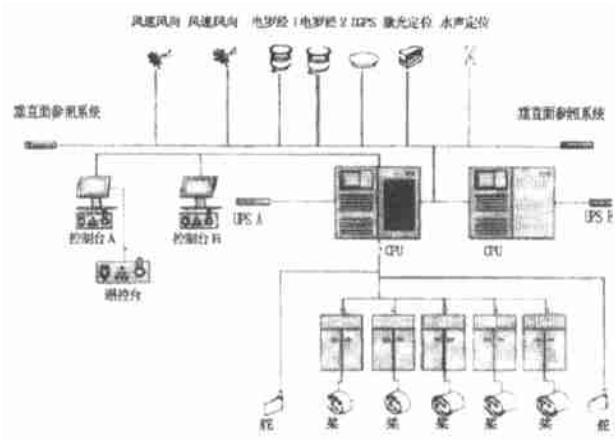 风速风向 风速风向 电罗经1 电罗经2 DGPS 激光定位 水声定位
垂直面参照系统 垂直面参照系统
UPS A UPS B
控制台A 控制台B CPU CPU
遥控台
舵 桨 桨 桨 桨 桨 舵